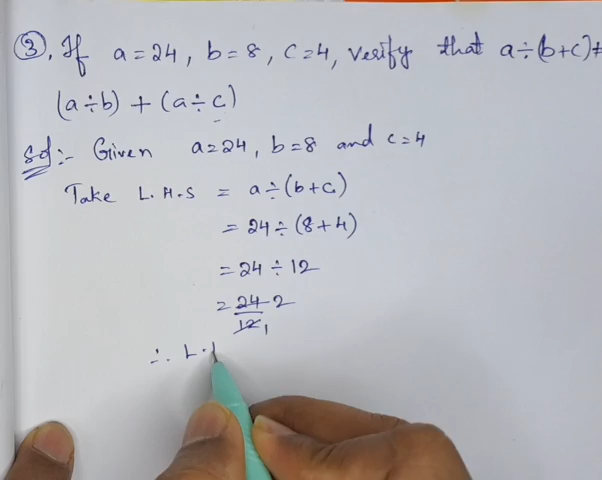 ③. If a=24, b=8, c=4, verify that a÷(b+c)≠
(a÷b) + (a÷c)
Sol:- Given a=24, b=8 and c=4
Take L.H.S = a÷(b+c)
= 24÷(8+4)
= 24÷12
= 24 2
12 1
∴ L.